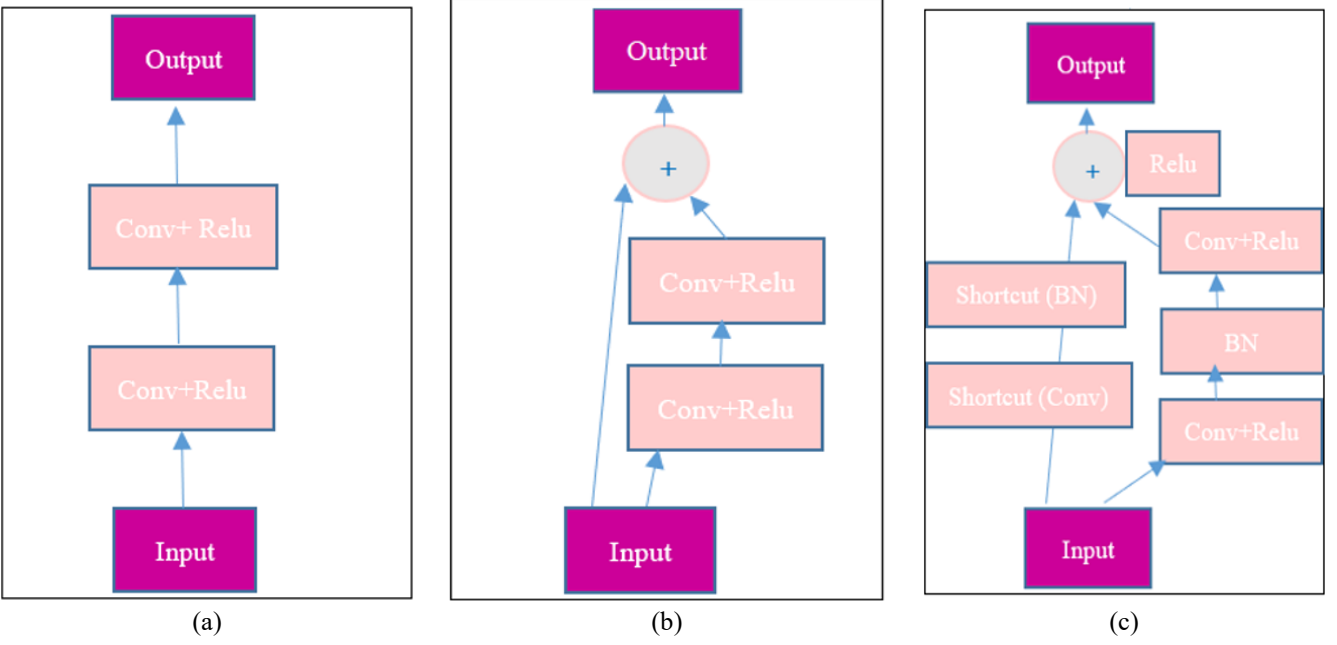 Output
Conv+ Relu
Conv+Relu
Input
(a)
Output
+
Conv+Relu
Conv+Relu
Input
(b)
Output
+
Relu
Conv+Relu
Shortcut (BN)
BN
Shortcut (Conv)
Conv+Relu
Input
(c)